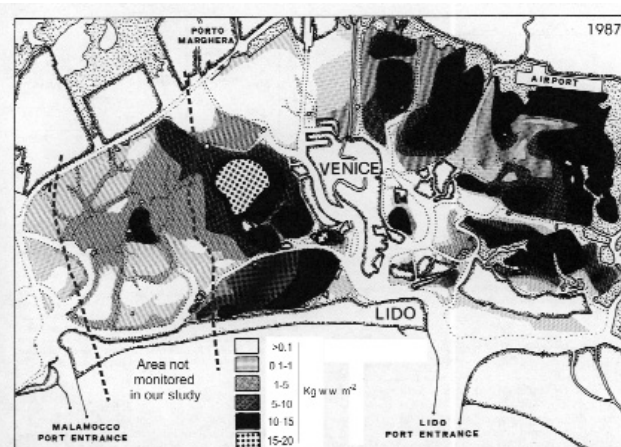 1987
PORTO
MARGHERA
AIRPORT
VENICE
LIDO
Area not
monitored
in our study
MALAMOCCO
PORT ENTRANCE
>0.1
0.1-1
1-5
5-10
10-15
15-20
Kg w w m-2
LIDO
PORT ENTRANCE